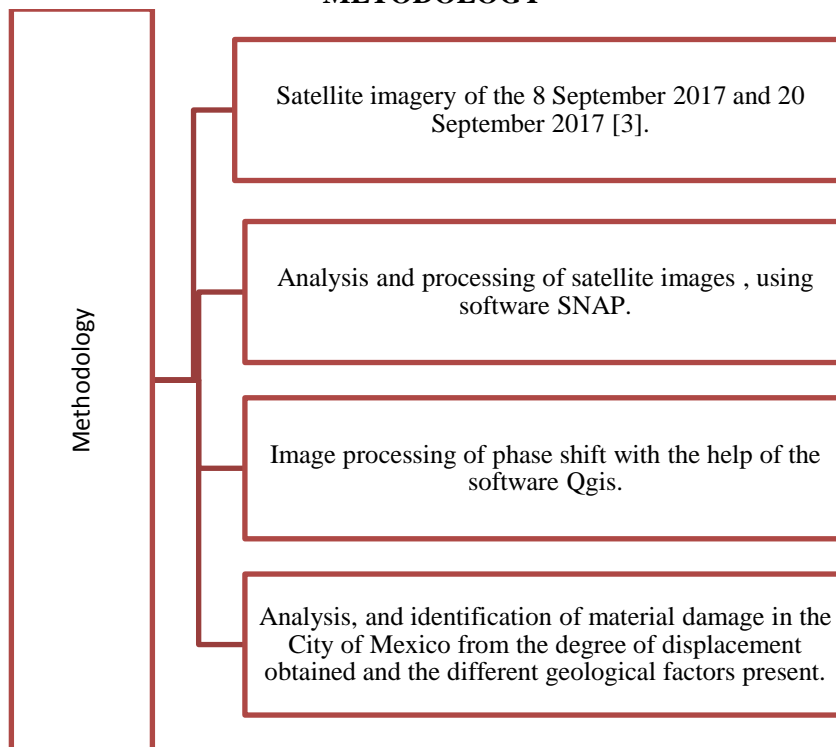 METODOLOGY
Methodology
Satellite imagery of the 8 September 2017 and 20
September 2017 [3].
Analysis and processing of satellite images , using
software SNAP.
Image processing of phase shift with the help of the
software Qgis.
Analysis, and identification of material damage in the
City of Mexico from the degree of displacement
obtained and the different geological factors present.